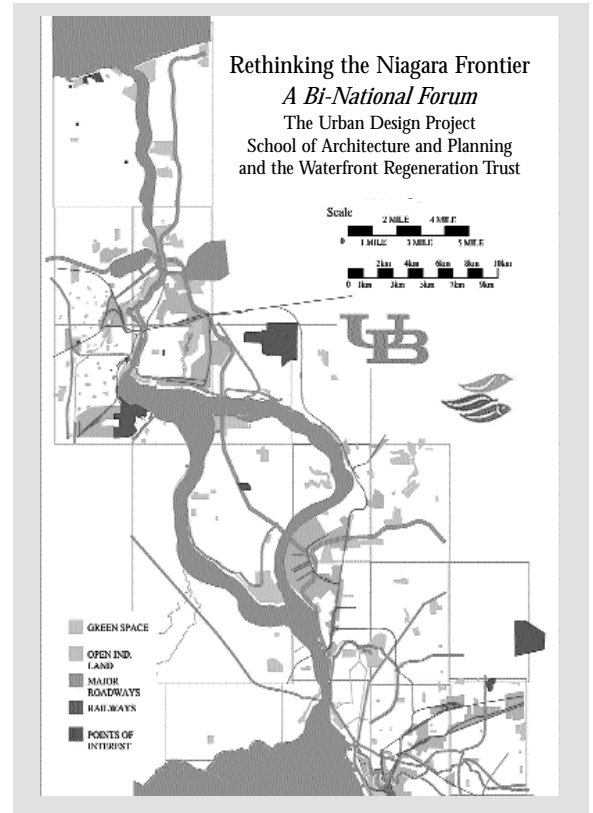 Rethinking the Niagara Frontier
A Bi-National Forum
The Urban Design Project
School of Architecture and Planning
and the Waterfront Regeneration Trust
Scale
2 MILE 4 MILE
0 1 MILE 3 MILE 5 MILE
2km 4km 6km 8km 10km
0 1km 3km 5km 7km 9km
UB
GREEN SPACE
OPEN IND.
LAND
MAJOR
ROADWAYS
RAILWAYS
POINTS OF
INTEREST